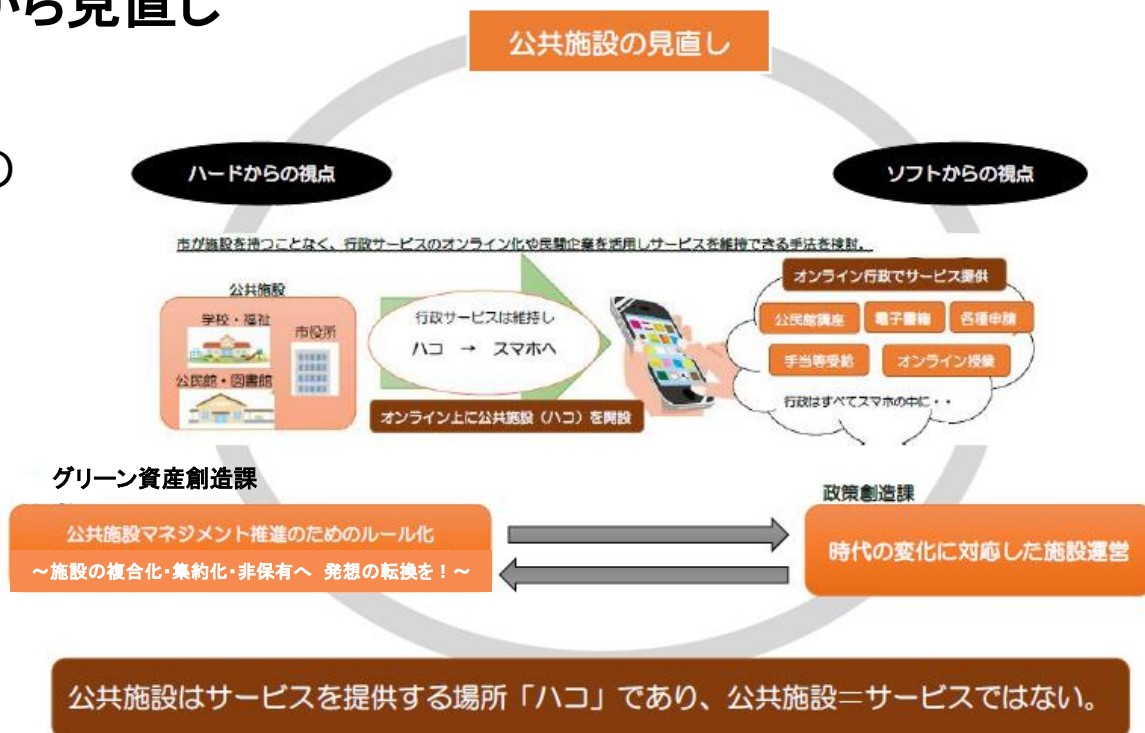 から見直し
公共施設の見直し
ハードからの視点
ソフトからの視点
市が施設を持つことなく、行政サービスのオンライン化や民間企業を活用しサービスを維持できる手法を検討。
公共施設
学校・福祉
市役所
公民館・図書館
行政サービスは維持し
ハコ → スマホへ
オンライン上に公共施設（ハコ）を開設
オンライン行政でサービス提供
公民館講座
電子書籍
各種申請
手当等受給
オンライン授業
行政はすべてスマホの中に・・
グリーン資産創造課
公共施設マネジメント推進のためのルール化
～施設の複合化・集約化・非保有へ 発想の転換を！～
政策創造課
時代の変化に対応した施設運営
公共施設はサービスを提供する場所「ハコ」であり、公共施設＝サービスではない。